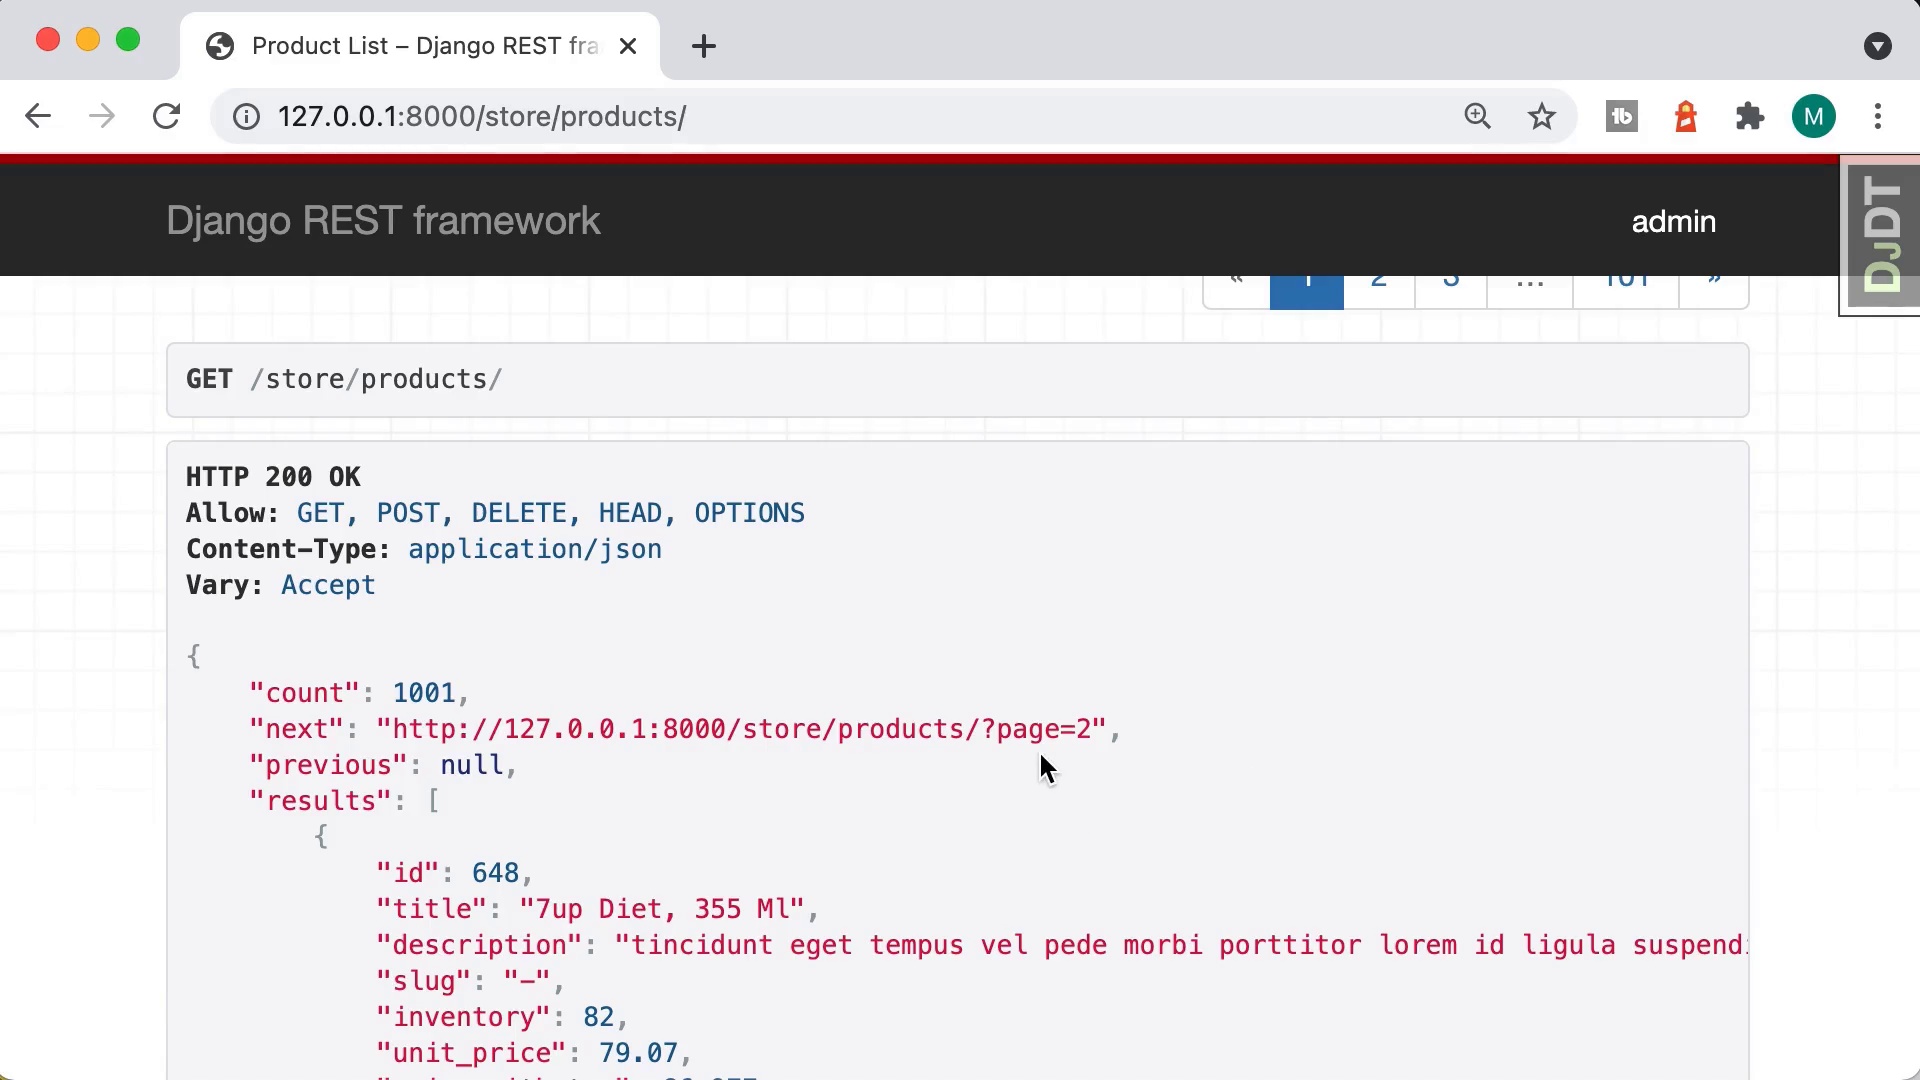 Product List – Django REST fra
127.0.0.1:8000/store/products/
M
DJDT
Django REST framework
admin
« 1 2 3 … 101 »
GET /store/products/
HTTP 200 OK
Allow: GET, POST, DELETE, HEAD, OPTIONS
Content-Type: application/json
Vary: Accept
{
"count": 1001,
"next": "http://127.0.0.1:8000/store/products/?page=2",
"previous": null,
"results": [
{
"id": 648,
"title": "7up Diet, 355 Ml",
"description": "tincidunt eget tempus vel pede morbi porttitor lorem id ligula suspend
"slug": "-",
"inventory": 82,
"unit_price": 79.07,